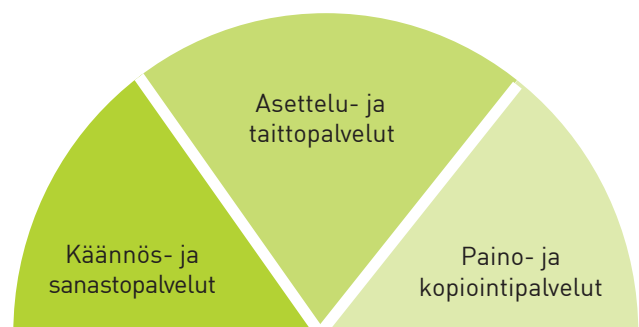 Asettelu- ja
taittopalvelut
Käännös- ja
sanastopalvelut
Paino- ja
kopiointipalvelut